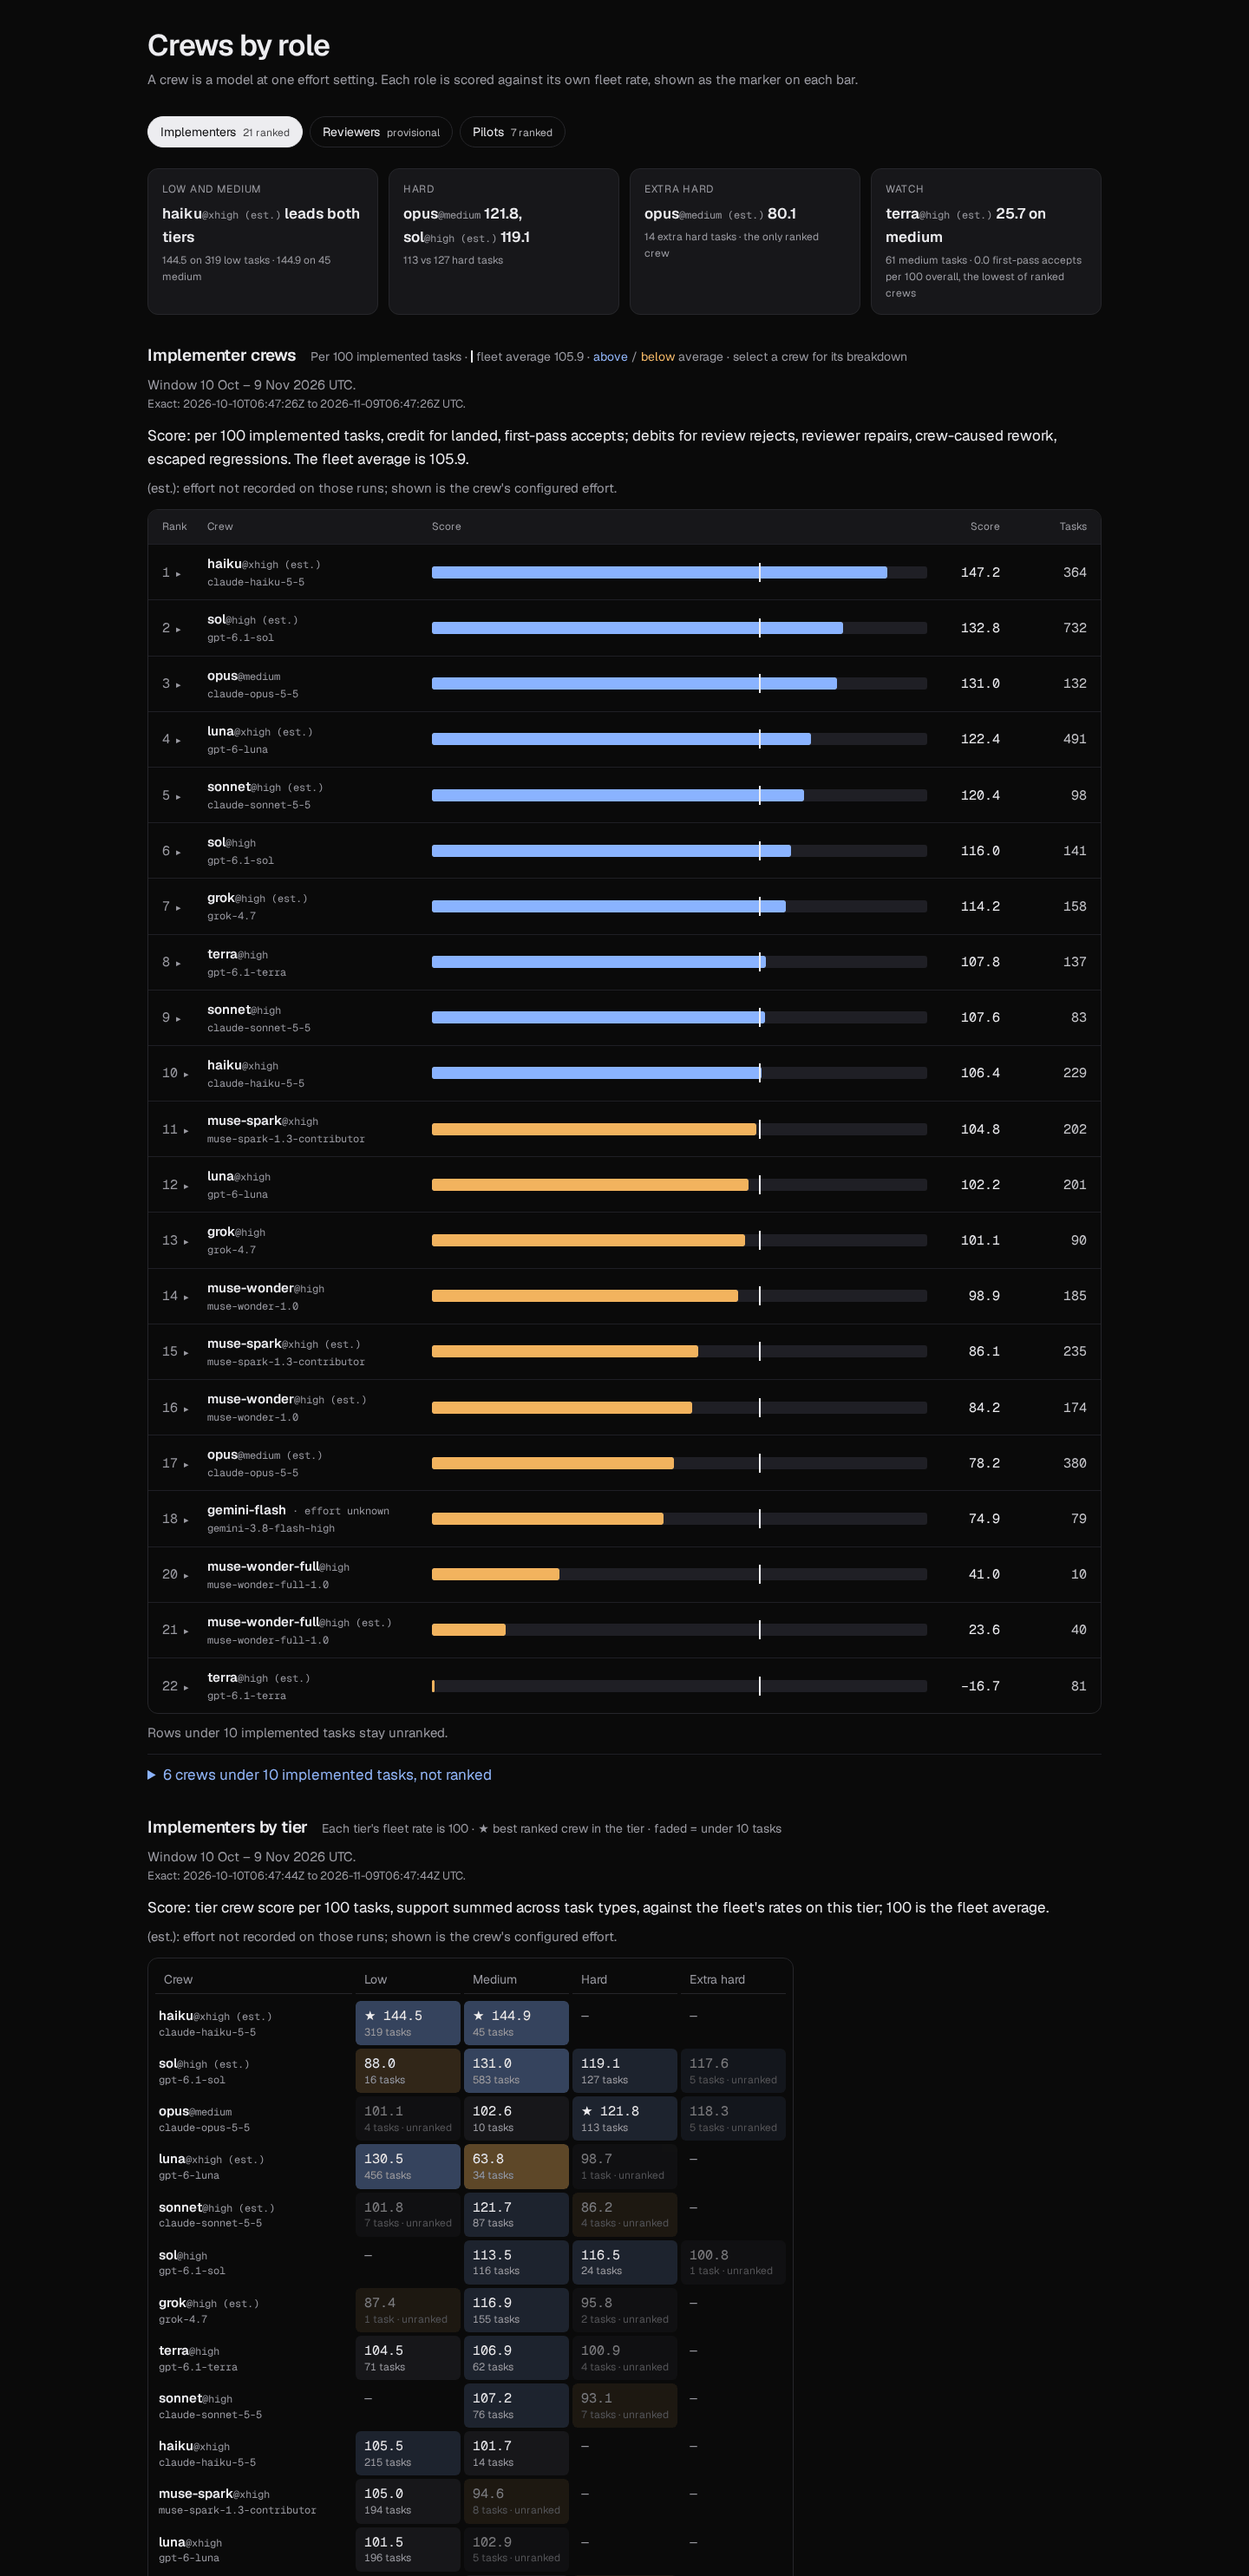 Crews by role
A crew is a model at one effort setting. Each role is scored against its own fleet rate, shown as the marker on each bar.
Implementers 21 ranked
Reviewers provisional
Pilots 7 ranked
LOW AND MEDIUM
haiku@xhigh (est.) leads both
tiers
144.5 on 319 low tasks · 144.9 on 45
medium
HARD
opus@medium 121.8,
sol@high (est.) 119.1
113 vs 127 hard tasks
EXTRA HARD
opus@medium (est.) 80.1
14 extra hard tasks · the only ranked
crew
WATCH
terra@high (est.) 25.7 on
medium
61 medium tasks · 0.0 first-pass accepts
per 100 overall, the lowest of ranked
crews
Implementer crews Per 100 implemented tasks · fleet average 105.9 · above / below average · select a crew for its breakdown
Window 10 Oct – 9 Nov 2026 UTC.
Exact: 2026-10-10T06:47:26Z to 2026-11-09T06:47:26Z UTC.
Score: per 100 implemented tasks, credit for landed, first-pass accepts; debits for review rejects, reviewer repairs, crew-caused rework,
escaped regressions. The fleet average is 105.9.
(est.): effort not recorded on those runs; shown is the crew's configured effort.
Rank Crew Score Score Tasks
1 ▸ haiku@xhigh (est.) 147.2 364
claude-haiku-5-5
2 ▸ sol@high (est.) 132.8 732
gpt-6.1-sol
3 ▸ opus@medium 131.0 132
claude-opus-5-5
4 ▸ luna@xhigh (est.) 122.4 491
gpt-6-luna
5 ▸ sonnet@high (est.) 120.4 98
claude-sonnet-5-5
6 ▸ sol@high 116.0 141
gpt-6.1-sol
7 ▸ grok@high (est.) 114.2 158
grok-4.7
8 ▸ terra@high 107.8 137
gpt-6.1-terra
9 ▸ sonnet@high 107.6 83
claude-sonnet-5-5
10 ▸ haiku@xhigh 106.4 229
claude-haiku-5-5
11 ▸ muse-spark@xhigh 104.8 202
muse-spark-1.3-contributor
12 ▸ luna@xhigh 102.2 201
gpt-6-luna
13 ▸ grok@high 101.1 90
grok-4.7
14 ▸ muse-wonder@high 98.9 185
muse-wonder-1.0
15 ▸ muse-spark@xhigh (est.) 86.1 235
muse-spark-1.3-contributor
16 ▸ muse-wonder@high (est.) 84.2 174
muse-wonder-1.0
17 ▸ opus@medium (est.) 78.2 380
claude-opus-5-5
18 ▸ gemini-flash · effort unknown 74.9 79
gemini-3.8-flash-high
20 ▸ muse-wonder-full@high 41.0 10
muse-wonder-full-1.0
21 ▸ muse-wonder-full@high (est.) 23.6 40
muse-wonder-full-1.0
22 ▸ terra@high (est.) −16.7 81
gpt-6.1-terra
Rows under 10 implemented tasks stay unranked.
▶ 6 crews under 10 implemented tasks, not ranked
Implementers by tier Each tier's fleet rate is 100 · ★ best ranked crew in the tier · faded = under 10 tasks
Window 10 Oct – 9 Nov 2026 UTC.
Exact: 2026-10-10T06:47:44Z to 2026-11-09T06:47:44Z UTC.
Score: tier crew score per 100 tasks, support summed across task types, against the fleet's rates on this tier; 100 is the fleet average.
(est.): effort not recorded on those runs; shown is the crew's configured effort.
Crew Low Medium Hard Extra hard
haiku@xhigh (est.) ★ 144.5 ★ 144.9 — —
claude-haiku-5-5 319 tasks 45 tasks
sol@high (est.) 88.0 131.0 119.1 117.6
gpt-6.1-sol 16 tasks 583 tasks 127 tasks 5 tasks · unranked
opus@medium 101.1 102.6 ★ 121.8 118.3
claude-opus-5-5 4 tasks · unranked 10 tasks 113 tasks 5 tasks · unranked
luna@xhigh (est.) 130.5 63.8 98.7 —
gpt-6-luna 456 tasks 34 tasks 1 task · unranked
sonnet@high (est.) 101.8 121.7 86.2 —
claude-sonnet-5-5 7 tasks · unranked 87 tasks 4 tasks · unranked
sol@high — 113.5 116.5 100.8
gpt-6.1-sol 116 tasks 24 tasks 1 task · unranked
grok@high (est.) 87.4 116.9 95.8 —
grok-4.7 1 task · unranked 155 tasks 2 tasks · unranked
terra@high 104.5 106.9 100.9 —
gpt-6.1-terra 71 tasks 62 tasks 4 tasks · unranked
sonnet@high — 107.2 93.1 —
claude-sonnet-5-5 76 tasks 7 tasks · unranked
haiku@xhigh 105.5 101.7 — —
claude-haiku-5-5 215 tasks 14 tasks
muse-spark@xhigh 105.0 94.6 — —
muse-spark-1.3-contributor 194 tasks 8 tasks · unranked
luna@xhigh 101.5 102.9 — —
gpt-6-luna 196 tasks 5 tasks · unranked